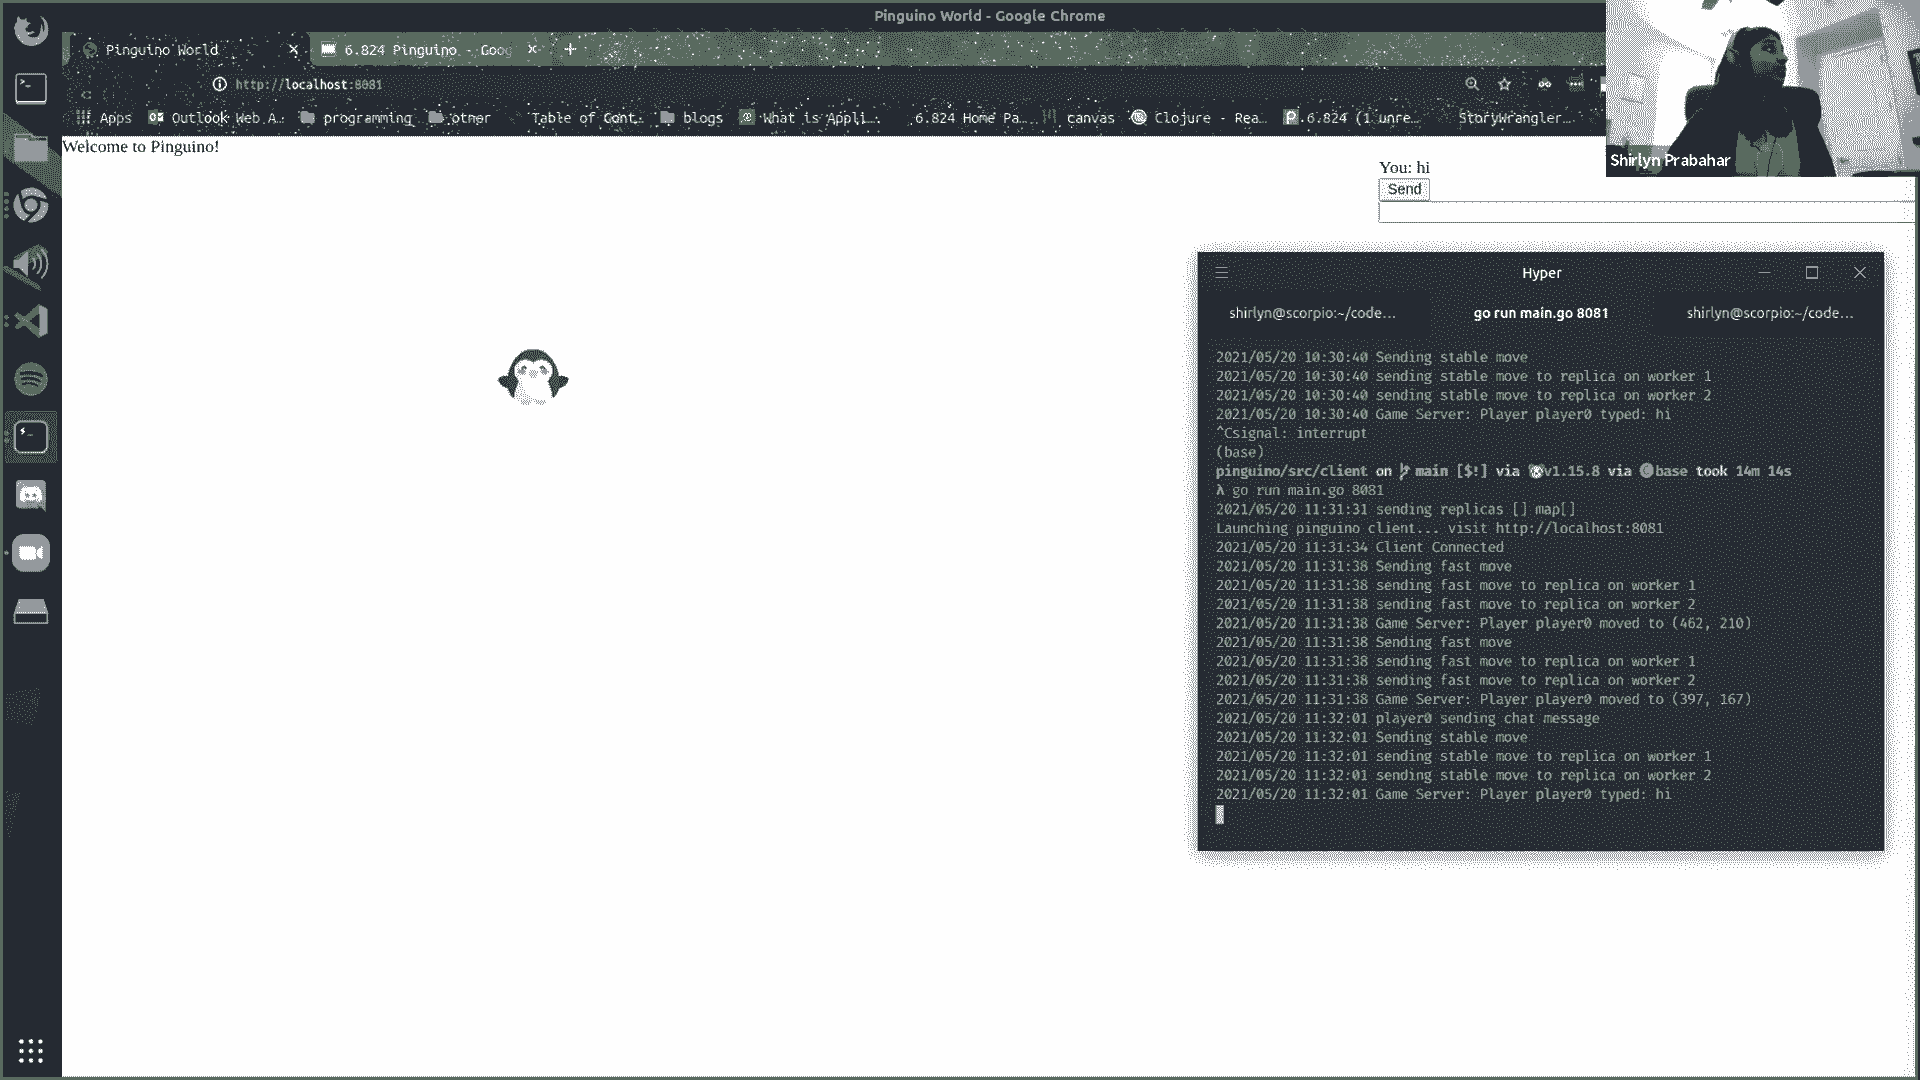 Pinguino World - Google Chrome
Pinguino World
6.824 Pinguino - Goog
http://localhost:8081
Apps
Outlook Web A...
programming
other
Table of Cont...
blogs
What is Appli...
6.824 Home Pa...
canvas
Clojure - Rea...
6.824 (1 unre...
StoryWrangler...
Shirlyn Prabahar
Welcome to Pinguino!
You: hi
Send
Hyper
shirlyn@scorpio:~/code...
go run main.go 8081
shirlyn@scorpio:~/code...
2021/05/20 10:30:40 Sending stable move
2021/05/20 10:30:40 sending stable move to replica on worker 1
2021/05/20 10:30:40 sending stable move to replica on worker 2
2021/05/20 10:30:40 Game Server: Player player0 typed: hi
^Csignal: interrupt
(base)
pinguino/src/client on main [$!] via v1.15.8 via base took 14m 14s
λ go run main.go 8081
2021/05/20 11:31:31 sending replicas [] map[]
Launching pinguino client... visit http://localhost:8081
2021/05/20 11:31:34 Client Connected
2021/05/20 11:31:38 Sending fast move
2021/05/20 11:31:38 sending fast move to replica on worker 1
2021/05/20 11:31:38 sending fast move to replica on worker 2
2021/05/20 11:31:38 Game Server: Player player0 moved to (462, 210)
2021/05/20 11:31:38 Sending fast move
2021/05/20 11:31:38 sending fast move to replica on worker 1
2021/05/20 11:31:38 sending fast move to replica on worker 2
2021/05/20 11:31:38 Game Server: Player player0 moved to (397, 167)
2021/05/20 11:32:01 player0 sending chat message
2021/05/20 11:32:01 Sending stable move
2021/05/20 11:32:01 sending stable move to replica on worker 1
2021/05/20 11:32:01 sending stable move to replica on worker 2
2021/05/20 11:32:01 Game Server: Player player0 typed: hi